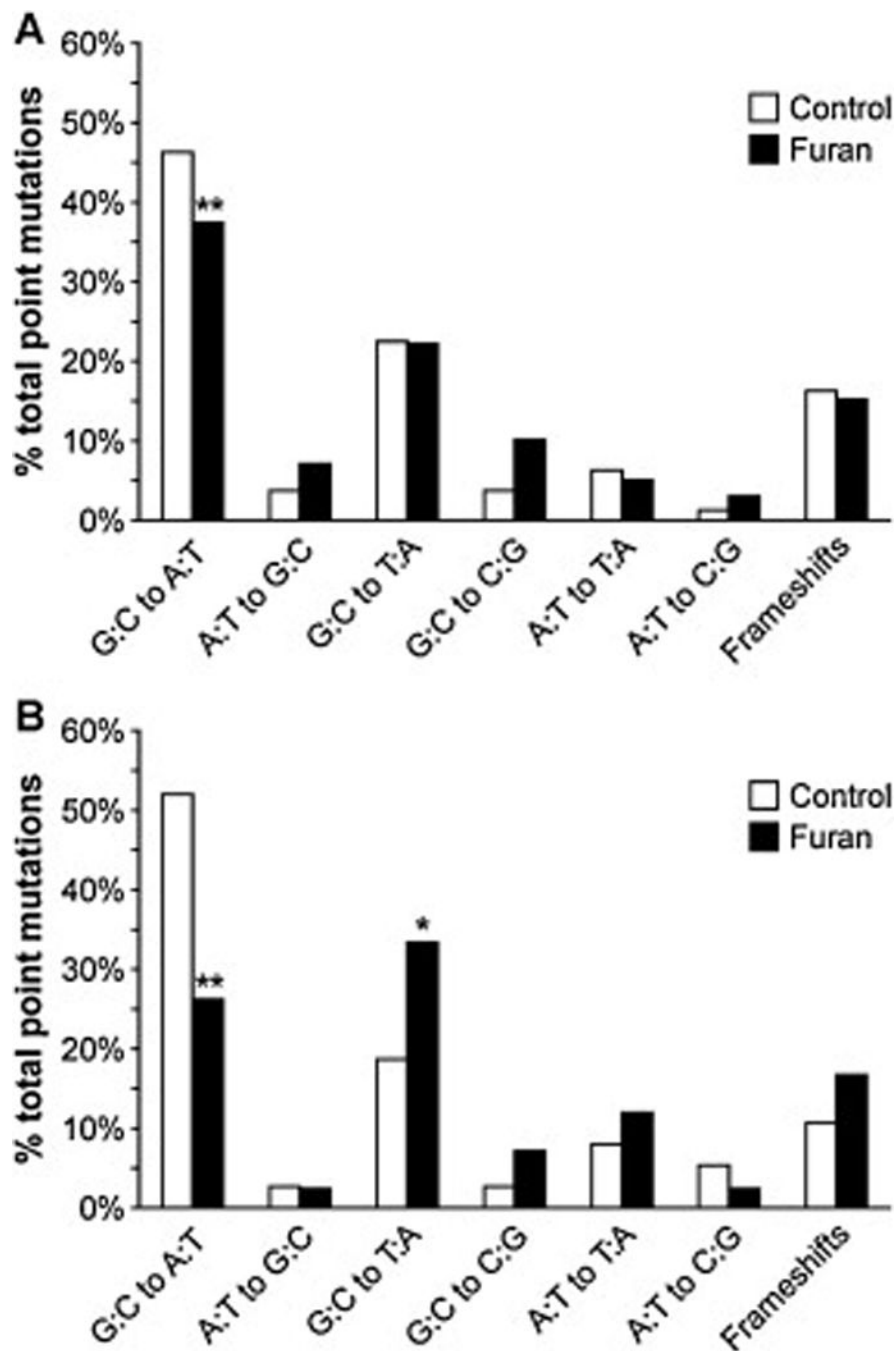 A
60%
50%
40%
30%
20%
10%
0%
% total point mutations
Control
Furan
**
G:C to A:T
A:T to G:C
G:C to T:A
G:C to C:G
A:T to T:A
A:T to C:G
Frameshifts
B
60%
50%
40%
30%
20%
10%
0%
% total point mutations
Control
Furan
**
*
G:C to A:T
A:T to G:C
G:C to T:A
G:C to C:G
A:T to T:A
A:T to C:G
Frameshifts